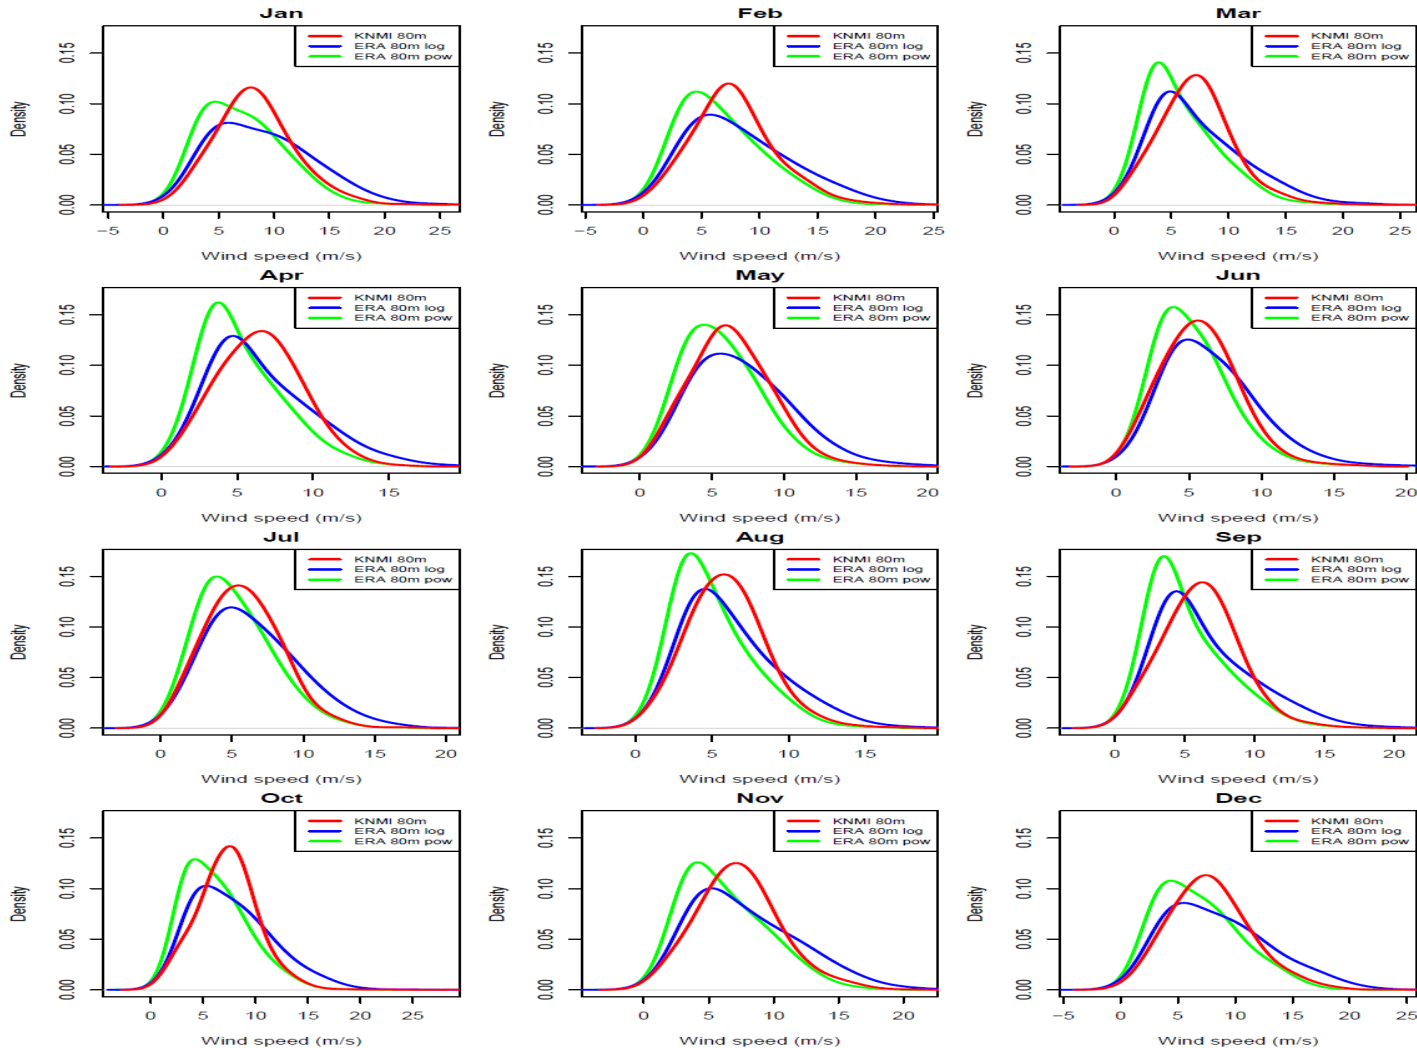 Jan
KNMI 80m
ERA 80m log
ERA 80m pow
Density
0.00 0.05 0.10 0.15
−5 0 5 10 15 20 25
Wind speed (m/s)
Feb
KNMI 80m
ERA 80m log
ERA 80m pow
Density
0.00 0.05 0.10 0.15
−5 0 5 10 15 20 25
Wind speed (m/s)
Mar
KNMI 80m
ERA 80m log
ERA 80m pow
Density
0.00 0.05 0.10 0.15
0 5 10 15 20 25
Wind speed (m/s)
Apr
KNMI 80m
ERA 80m log
ERA 80m pow
Density
0.00 0.05 0.10 0.15
0 5 10 15
Wind speed (m/s)
May
KNMI 80m
ERA 80m log
ERA 80m pow
Density
0.00 0.05 0.10 0.15
0 5 10 15 20
Wind speed (m/s)
Jun
KNMI 80m
ERA 80m log
ERA 80m pow
Density
0.00 0.05 0.10 0.15
0 5 10 15 20
Wind speed (m/s)
Jul
KNMI 80m
ERA 80m log
ERA 80m pow
Density
0.00 0.05 0.10 0.15
0 5 10 15 20
Wind speed (m/s)
Aug
KNMI 80m
ERA 80m log
ERA 80m pow
Density
0.00 0.05 0.10 0.15
0 5 10 15
Wind speed (m/s)
Sep
KNMI 80m
ERA 80m log
ERA 80m pow
Density
0.00 0.05 0.10 0.15
0 5 10 15 20
Wind speed (m/s)
Oct
KNMI 80m
ERA 80m log
ERA 80m pow
Density
0.00 0.05 0.10 0.15
0 5 10 15 20 25
Wind speed (m/s)
Nov
KNMI 80m
ERA 80m log
ERA 80m pow
Density
0.00 0.05 0.10 0.15
0 5 10 15 20
Wind speed (m/s)
Dec
KNMI 80m
ERA 80m log
ERA 80m pow
Density
0.00 0.05 0.10 0.15
−5 0 5 10 15 20 25
Wind speed (m/s)